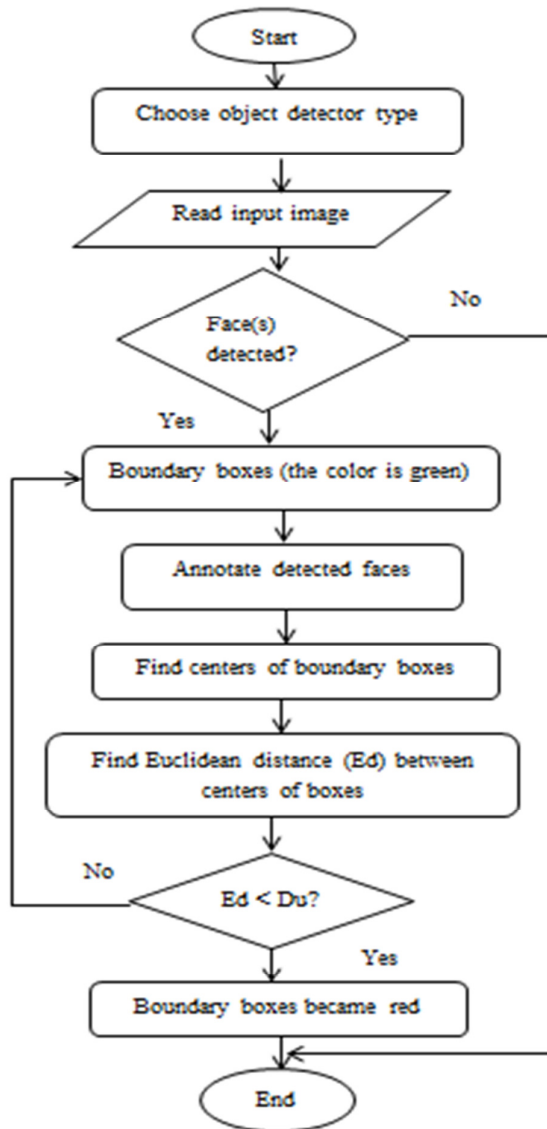 Start
Choose object detector type
Read input image
Face(s)
detected?
No
Yes
Boundary boxes (the color is green)
Annotate detected faces
Find centers of boundary boxes
Find Euclidean distance (Ed) between
centers of boxes
No
Ed < Du?
Yes
Boundary boxes became red
End